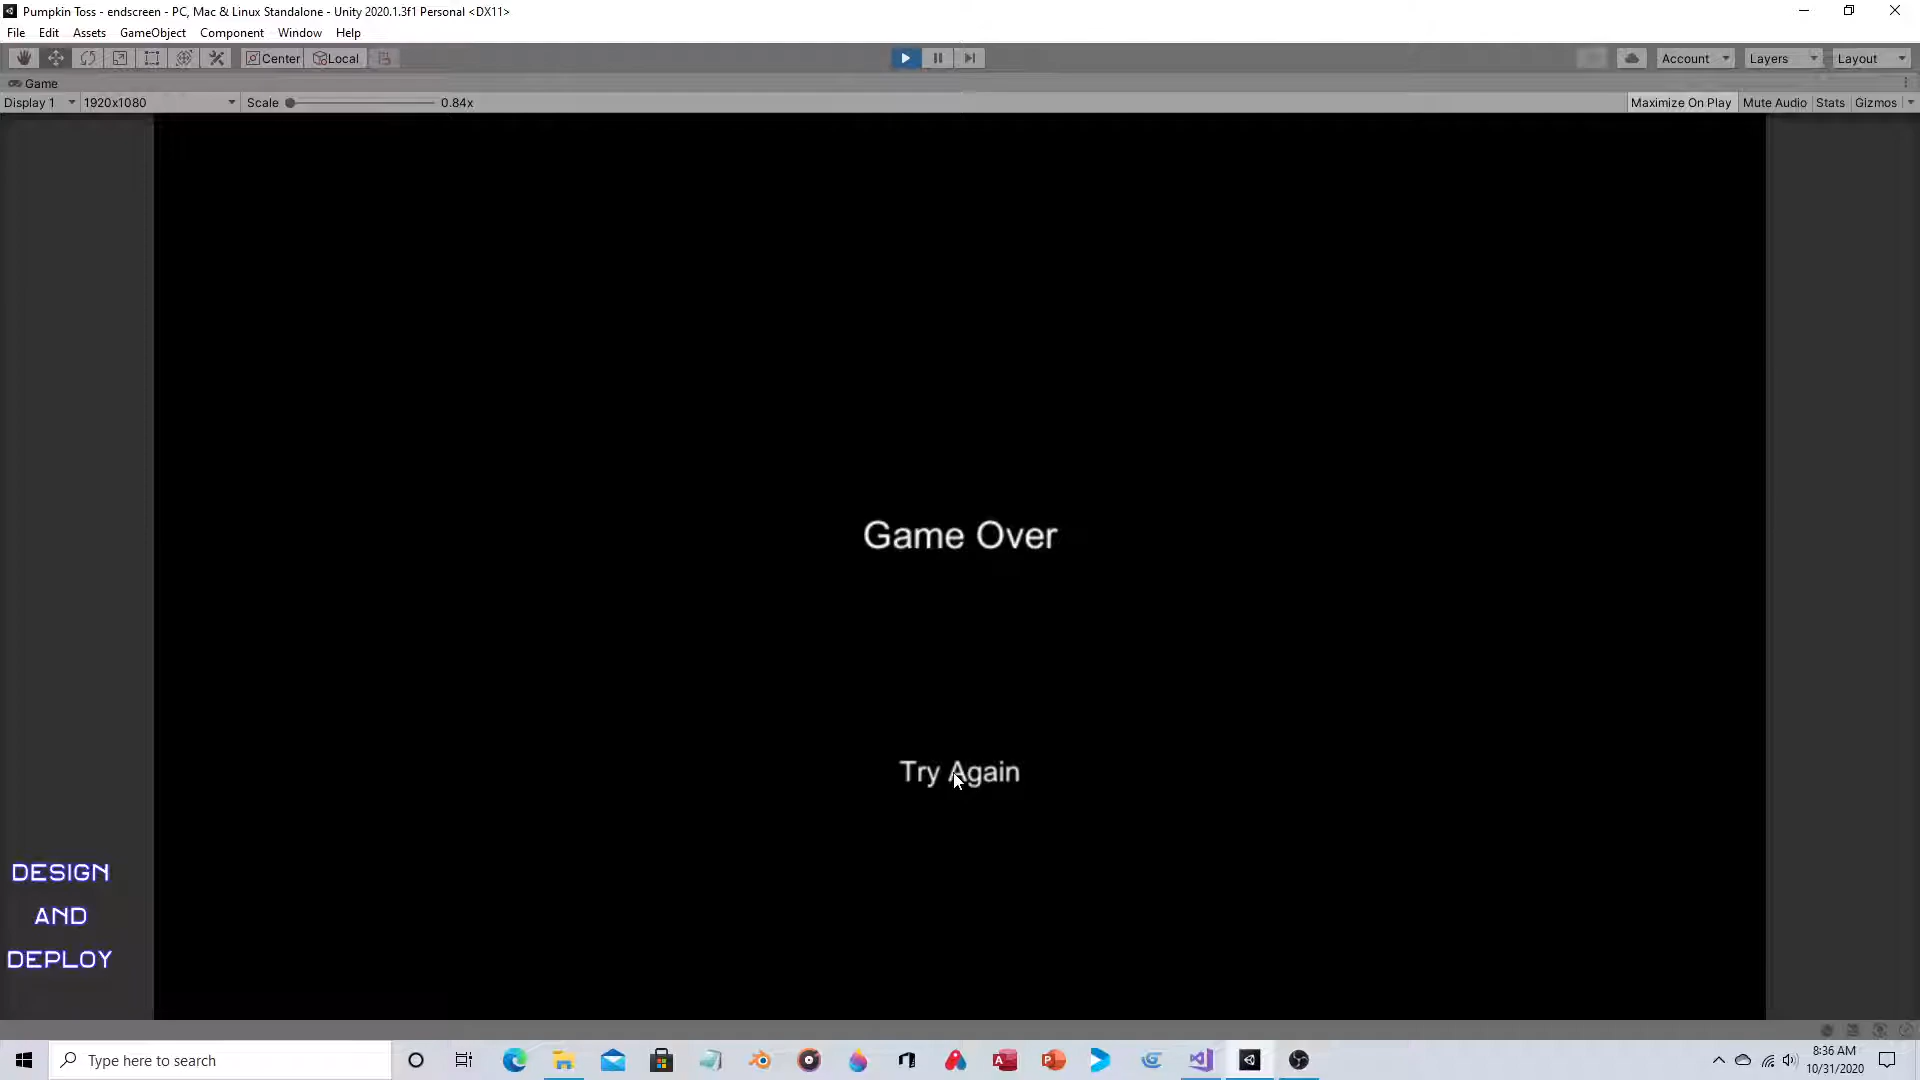 Pumpkin Toss - endscreen - PC, Mac & Linux Standalone - Unity 2020.1.3f1 Personal <DX11>
File Edit Assets GameObject Component Window Help
Center Local Account Layers Layout
Game
Display 1 1920x1080 Scale 0.84x Maximize On Play Mute Audio Stats Gizmos
Game Over
Try Again
DESIGN
AND
DEPLOY
Type here to search
8:36 AM
10/31/2020